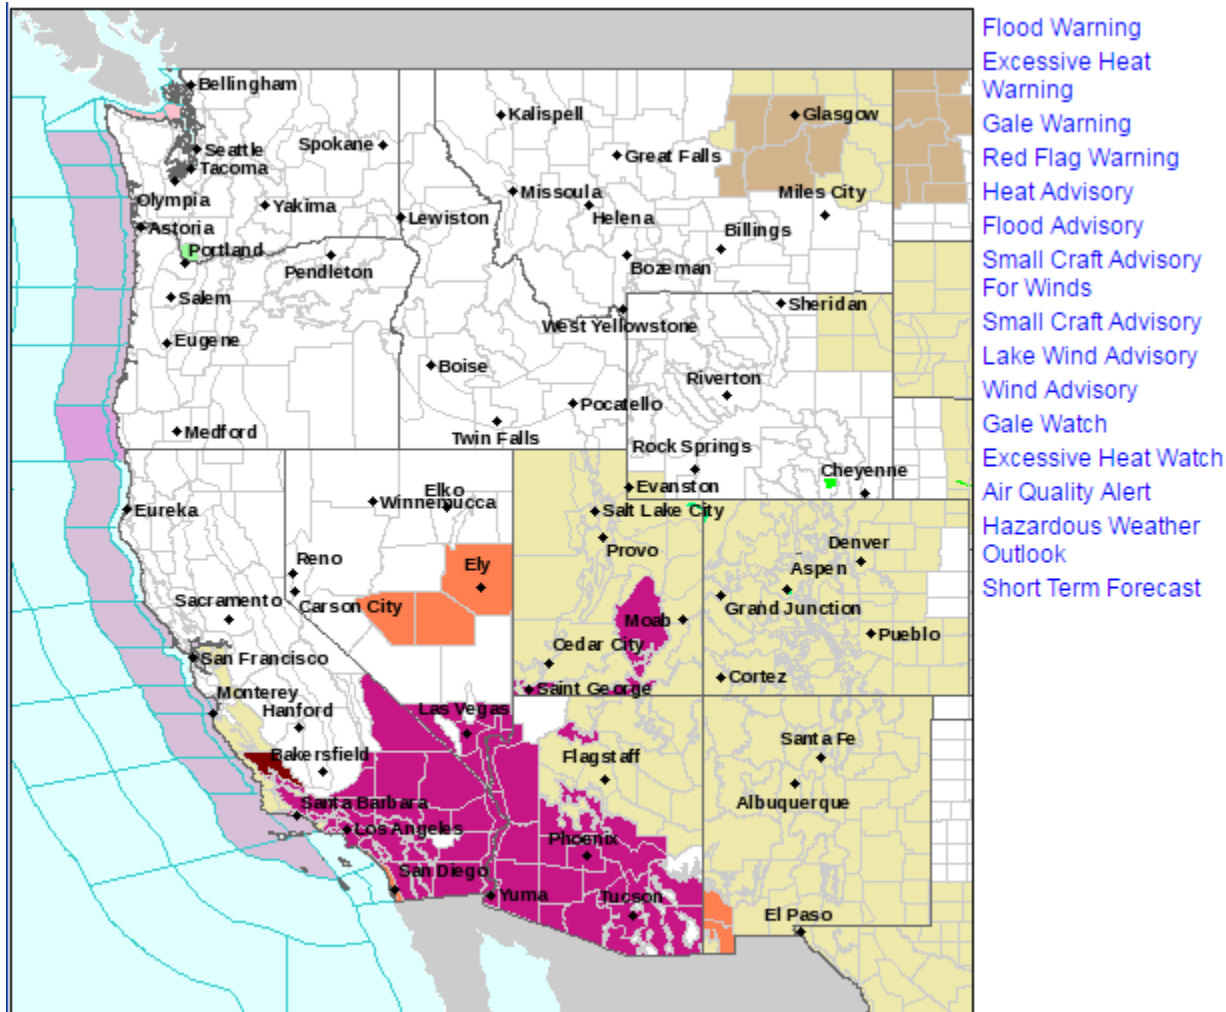 Flood Warning
Excessive Heat
Warning
Gale Warning
Red Flag Warning
Heat Advisory
Flood Advisory
Small Craft Advisory
For Winds
Small Craft Advisory
Lake Wind Advisory
Wind Advisory
Gale Watch
Excessive Heat Watch
Air Quality Alert
Hazardous Weather
Outlook
Short Term Forecast
Bellingham
Kalispell
Glasgow
Seattle
Spokane
Great Falls
Tacoma
Olympia
Yakima
Missoula
Miles City
Lewiston
Helena
Astoria
Billings
Portland
Pendleton
Bozeman
Salem
Sheridan
West Yellowstone
Eugene
Boise
Riverton
Pocatello
Medford
Twin Falls
Rock Springs
Cheyenne
Elko
Evanston
Winnemucca
Eureka
Salt Lake City
Provo
Denver
Reno
Ely
Aspen
Sacramento
Carson City
Grand Junction
Moab
Pueblo
Cedar City
San Francisco
Cortez
Saint George
Monterey
Hanford
Las Vegas
Santa Fe
Bakersfield
Flagstaff
Albuquerque
Santa Barbara
Los Angeles
Phoenix
San Diego
Yuma
Tucson
El Paso